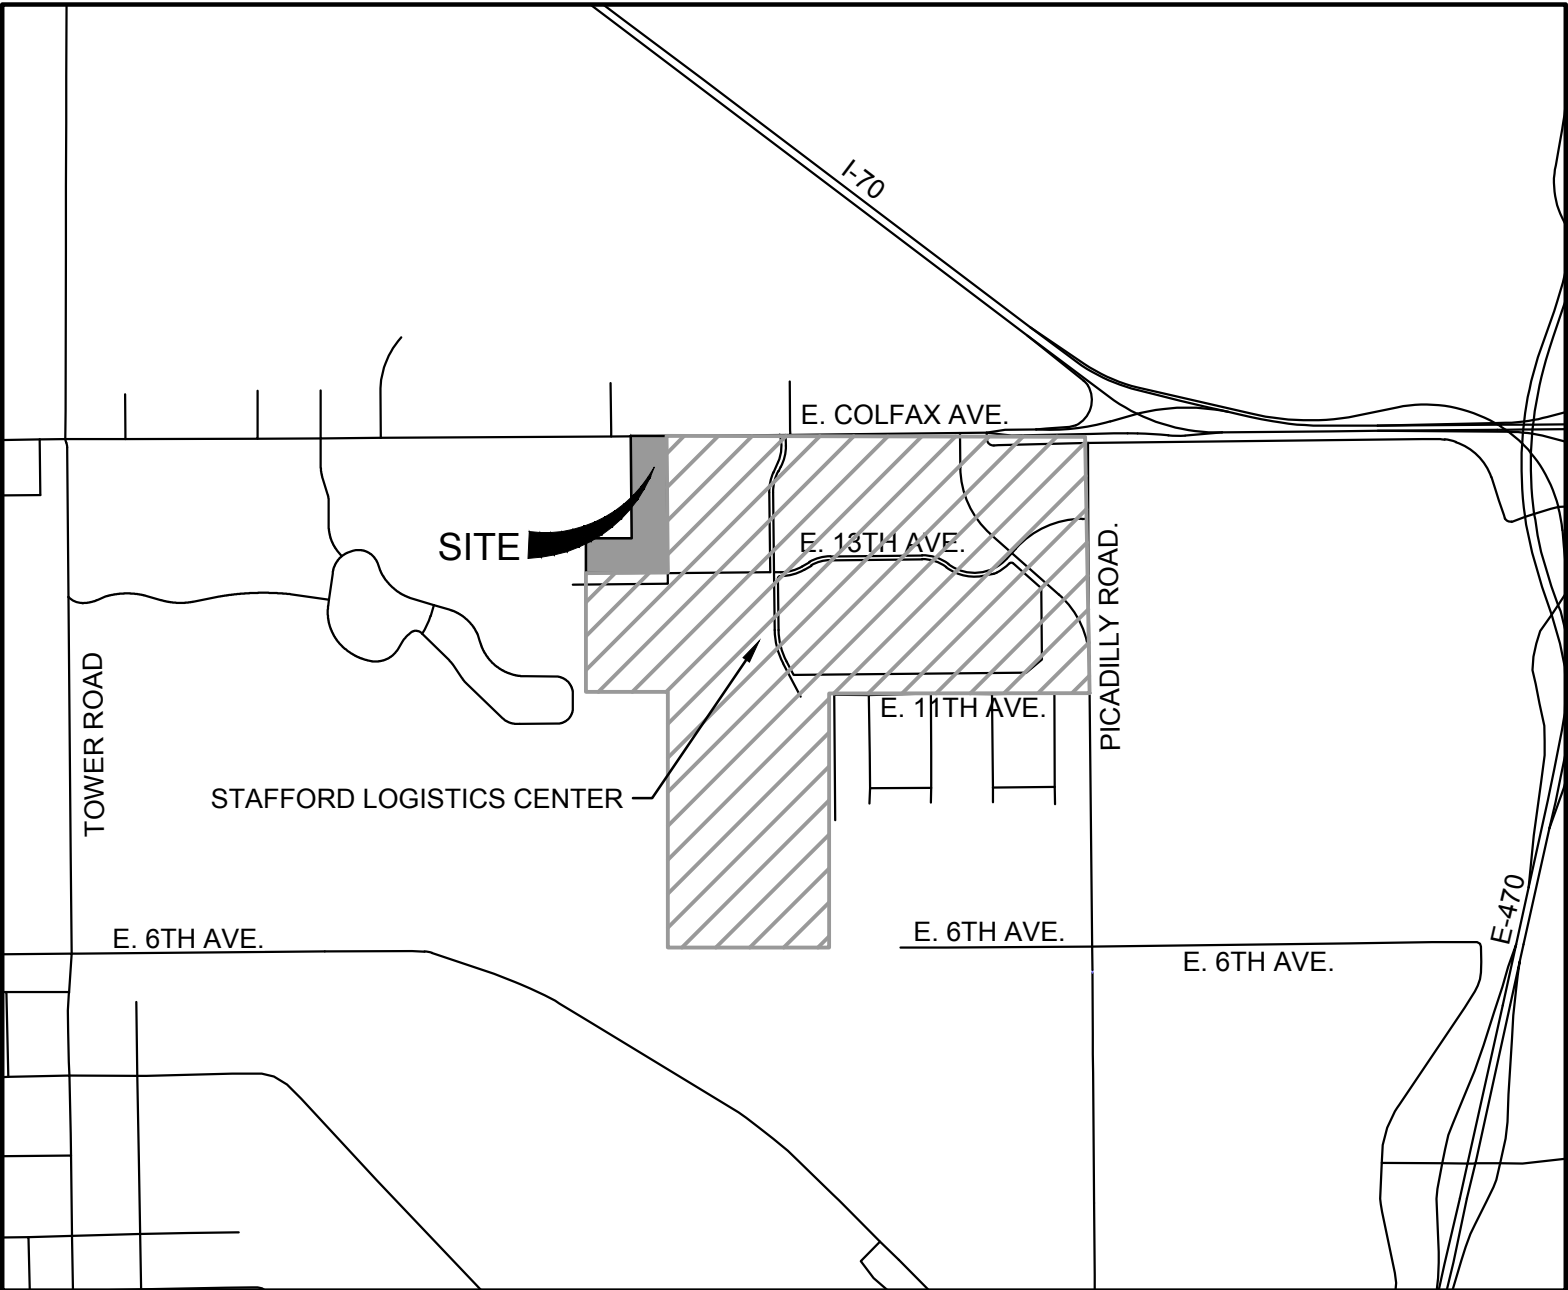 I-70
E. COLFAX AVE.
E. 13TH AVE.
SITE
PICADILLY ROAD.
TOWER ROAD
E. 11TH AVE.
STAFFORD LOGISTICS CENTER
E. 6TH AVE.
E. 6TH AVE.
E. 6TH AVE.
E-470